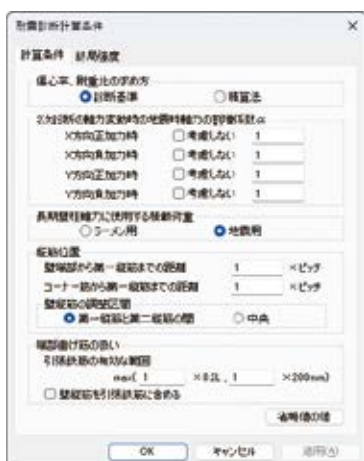 耐震診断計算条件
計算条件 終局強度
偏心率、剛重比の求め方
診断基準 精算法
2次診断の軸力変動時の地震時軸力の割増係数α
X方向正加力時 考慮しない 1
X方向負加力時 考慮しない 1
Y方向正加力時 考慮しない 1
Y方向負加力時 考慮しない 1
長期壁柱軸力に使用する積載荷重
ラーメン用 地震用
縦筋位置
壁端部から第一縦筋までの距離 1 ×ピッチ
コーナー筋から第一縦筋までの距離 1 ×ピッチ
壁縦筋の調整区間
第一縦筋と第二縦筋の間 中央
端部曲げ筋の扱い
引張鉄筋の有効な範囲
max( 1 ×0.2L, 1 ×200mm)
壁縦筋を引張鉄筋に含める
省略値の値
OK キャンセル 適用(A)